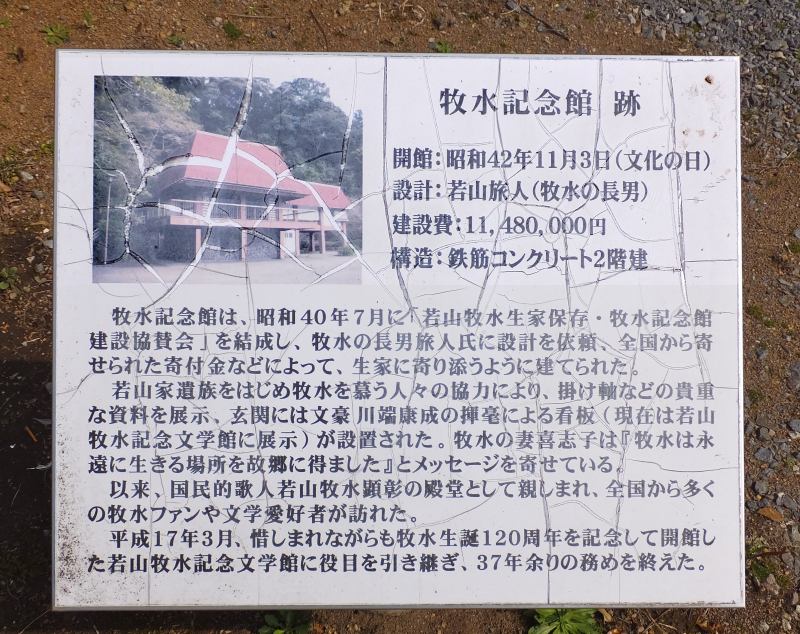 牧水記念館 跡
開館：昭和42年11月3日（文化の日）
設計：若山旅人（牧水の長男）
建設費：11,480,000円
構造：鉄筋コンクリート2階建
牧水記念館は、昭和40年7月に「若山牧水生家保存・牧水記念館
建設協賛会」を結成し、牧水の長男旅人氏に設計を依頼、全国から寄
せられた寄付金などによって、生家に寄り添うように建てられた。
若山家遺族をはじめ牧水を慕う人々の協力により、掛け軸などの貴重
な資料を展示、玄関には文豪 川端康成の揮毫による看板（現在は若山
牧水記念文学館に展示）が設置された。牧水の妻喜志子は『牧水は永
遠に生きる場所を故郷に得ました』とメッセージを寄せている。
以来、国民的歌人若山牧水顕彰の殿堂として親しまれ、全国から多く
の牧水ファンや文学愛好者が訪れた。
平成17年3月、惜しまれながらも牧水生誕120周年を記念して開館し
た若山牧水記念文学館に役目を引き継ぎ、37年余りの務めを終えた。